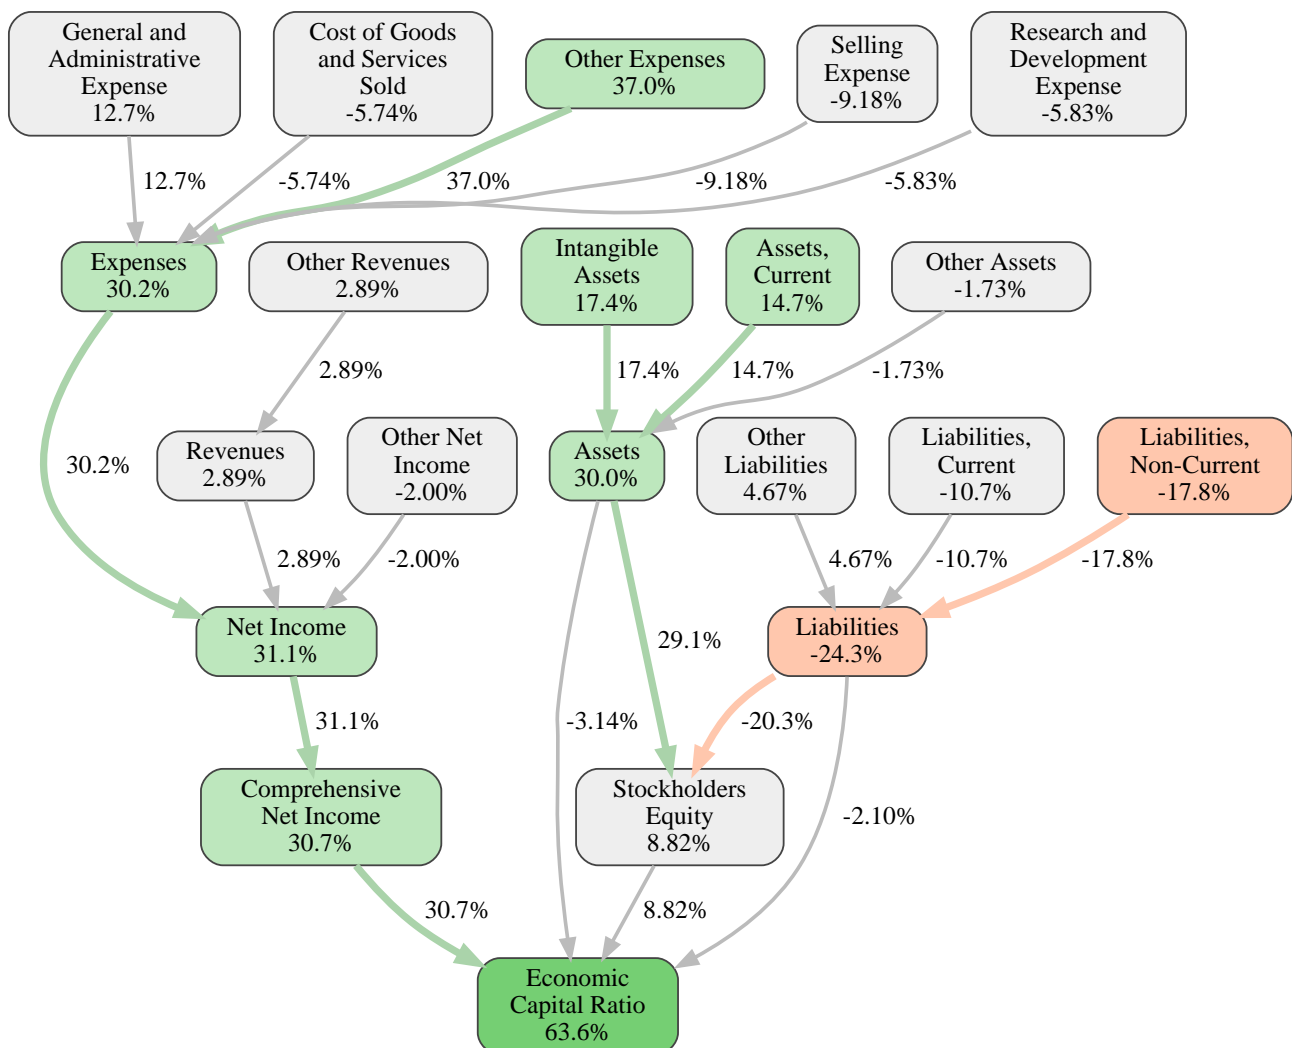 General and
Administrative
Expense
12.7%
Cost of Goods
and Services
Sold
-5.74%
Other Expenses
37.0%
Selling
Expense
-9.18%
Research and
Development
Expense
-5.83%
12.7%
-5.74%
37.0%
-9.18%
-5.83%
Expenses
30.2%
Other Revenues
2.89%
Intangible
Assets
17.4%
Assets,
Current
14.7%
Other Assets
-1.73%
2.89%
17.4%
14.7%
-1.73%
30.2%
Revenues
2.89%
Other Net
Income
-2.00%
Assets
30.0%
Other
Liabilities
4.67%
Liabilities,
Current
-10.7%
Liabilities,
Non-Current
-17.8%
2.89%
-2.00%
4.67%
-10.7%
-17.8%
Net Income
31.1%
29.1%
Liabilities
-24.3%
31.1%
-3.14%
-20.3%
Comprehensive
Net Income
30.7%
Stockholders
Equity
8.82%
-2.10%
30.7%
8.82%
Economic
Capital Ratio
63.6%